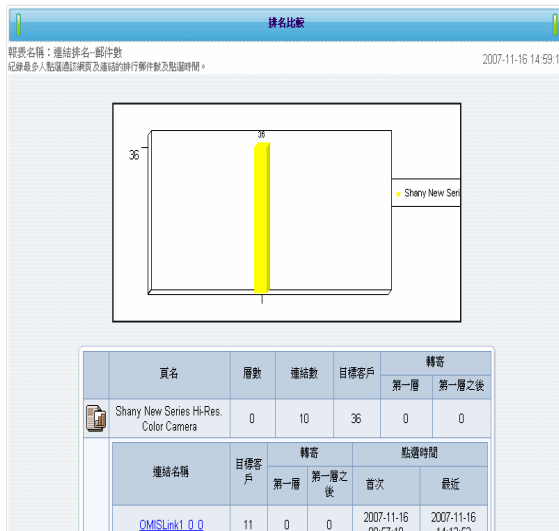 排名比較
報表名稱：連結排名--郵件數
紀錄最多人點選過該網頁及連結的排行郵件數及點選時間。
2007-11-16 14:59:1
36
36
Shany New Seri
頁名 層數 連結數 目標客戶 轉寄
第一層 第一層之後
Shany New Series Hi-Res. Color Camera 0 10 36 0 0
連結名稱 目標客戶 轉寄 點選時間
第一層 第一層之後 首次 最近
OMISLink1_0_0 11 0 0 2007-11-16 2007-11-16